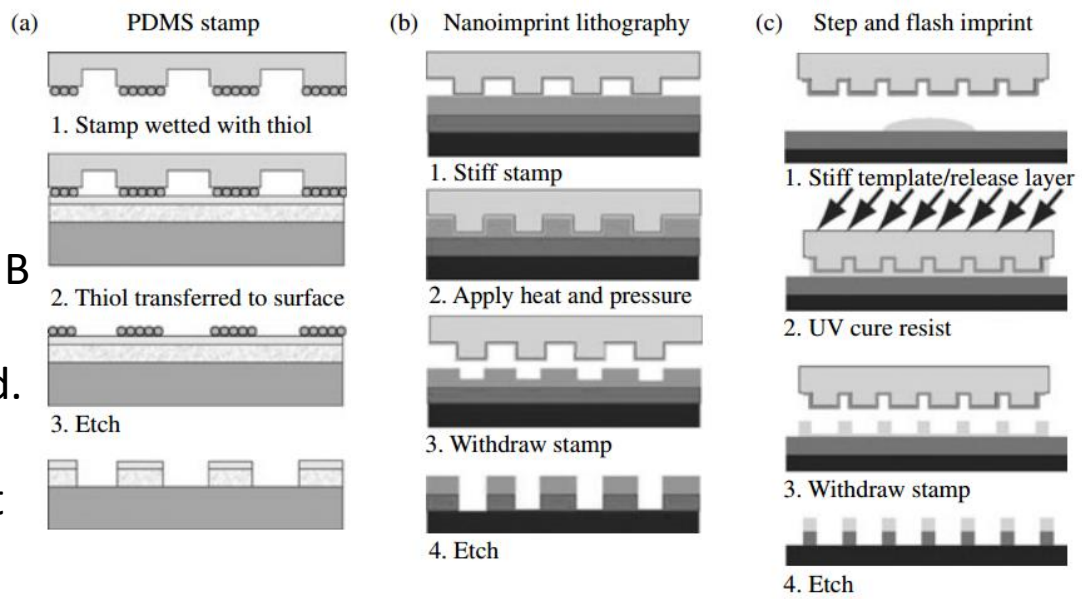 (a) PDMS stamp
1. Stamp wetted with thiol
2. Thiol transferred to surface
3. Etch
(b) Nanoimprint lithography
1. Stiff stamp
2. Apply heat and pressure
3. Withdraw stamp
4. Etch
(c) Step and flash imprint
1. Stiff template/release layer
2. UV cure resist
3. Withdraw stamp
4. Etch
B
d.
t